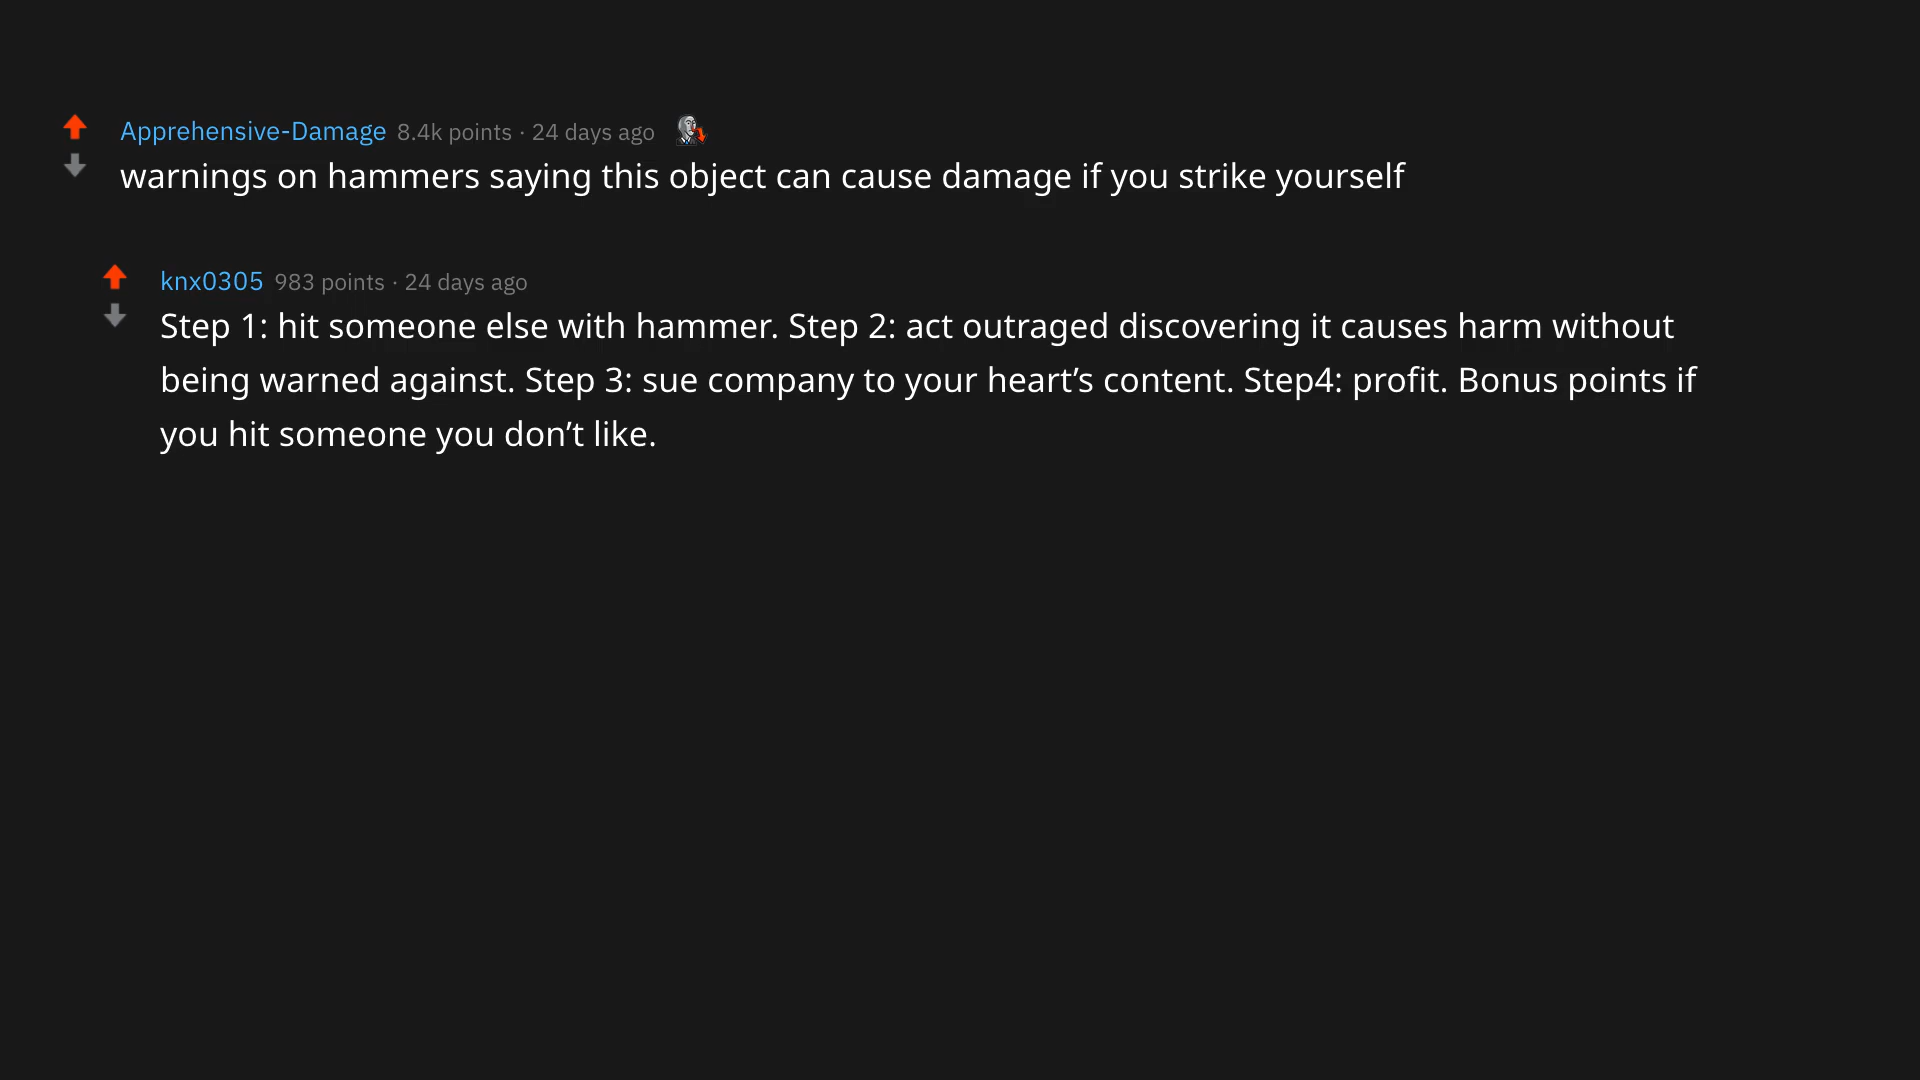 Apprehensive-Damage 8.4k points · 24 days ago
warnings on hammers saying this object can cause damage if you strike yourself
knx0305 983 points · 24 days ago
Step 1: hit someone else with hammer. Step 2: act outraged discovering it causes harm without
being warned against. Step 3: sue company to your heart’s content. Step4: profit. Bonus points if
you hit someone you don’t like.